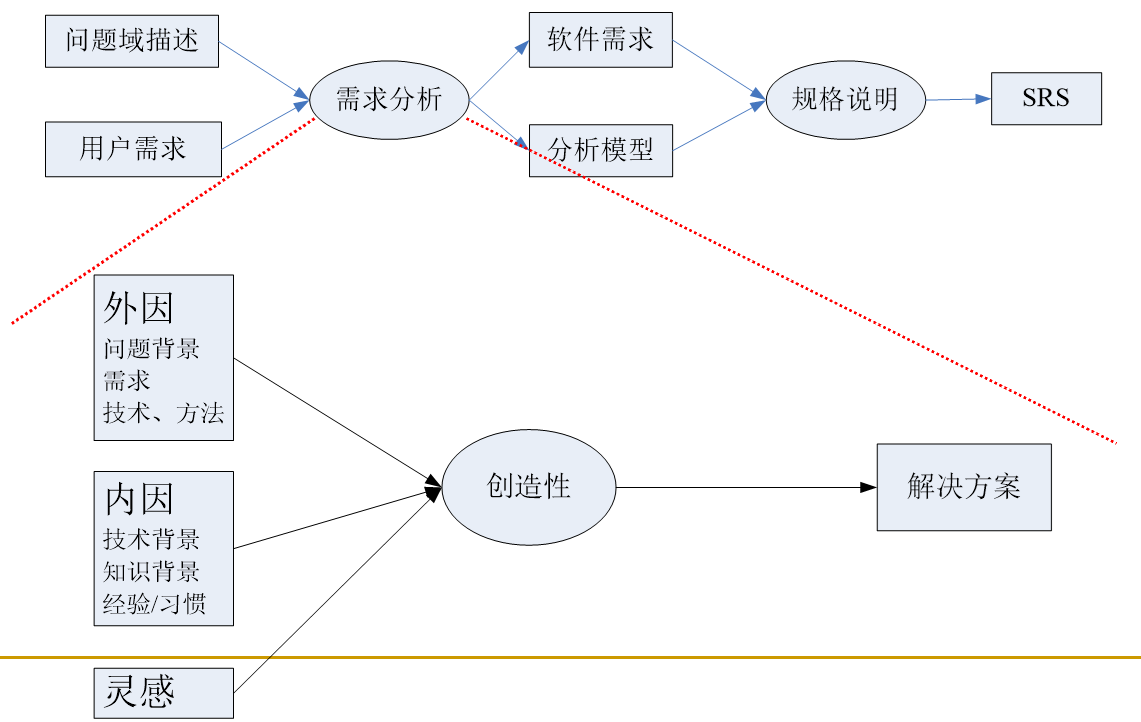 问题域描述
用户需求
需求分析
软件需求
分析模型
规格说明
SRS
外因
问题背景
需求
技术、方法
内因
技术背景
知识背景
经验/习惯
灵感
创造性
解决方案